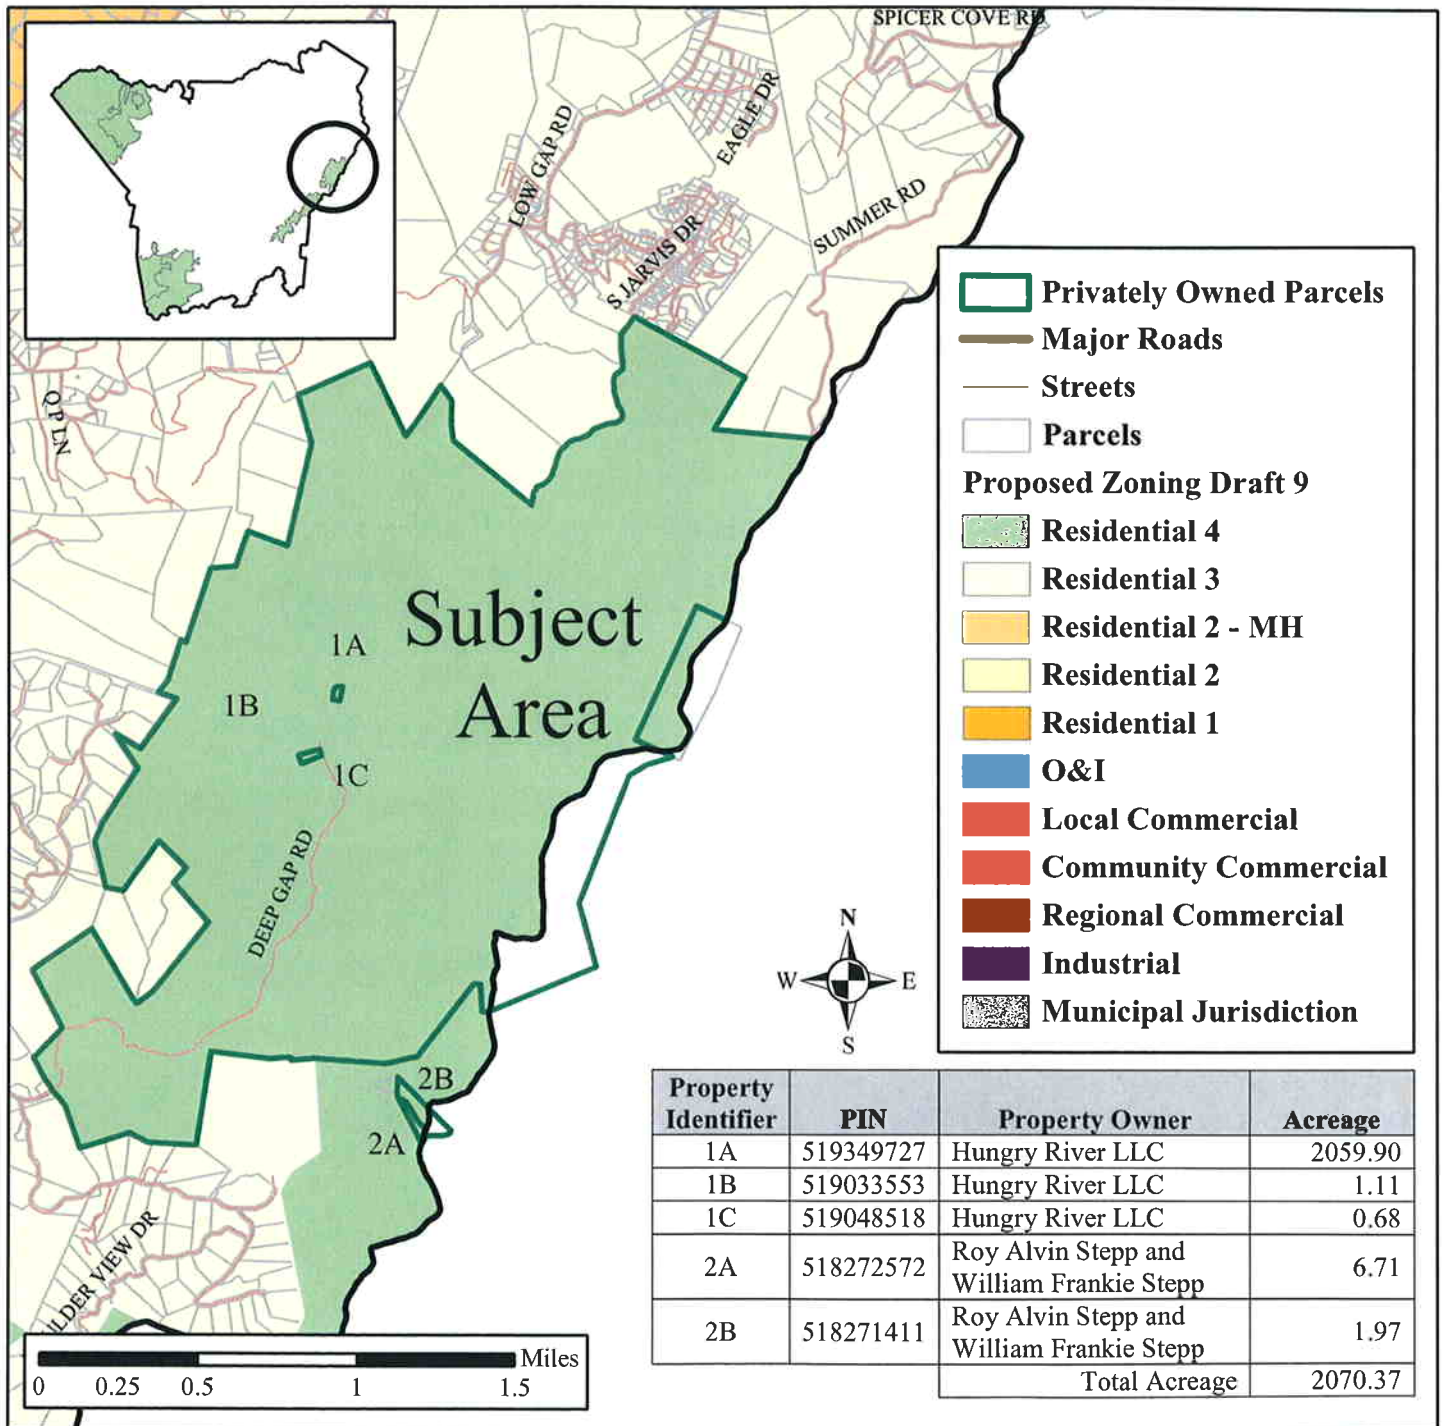 SPICER COVE RD
EAGLE DR
LOW GAP RD
SUMMER RD
S JARVIS DR
Q P LN
Privately Owned Parcels
Major Roads
Streets
Parcels
Proposed Zoning Draft 9
Residential 4
Residential 3
Residential 2 - MH
Residential 2
Residential 1
O&I
Local Commercial
Community Commercial
Regional Commercial
Industrial
Municipal Jurisdiction
Subject
Area
1A
1B
1C
DEEP GAP RD
N
W E
S
2B
2A
ILDER VIEW DR
Property Identifier PIN Property Owner Acreage
1A 519349727 Hungry River LLC 2059.90
1B 519033553 Hungry River LLC 1.11
1C 519048518 Hungry River LLC 0.68
2A 518272572 Roy Alvin Stepp and William Frankie Stepp 6.71
2B 518271411 Roy Alvin Stepp and William Frankie Stepp 1.97
Total Acreage 2070.37
Miles
0 0.25 0.5 1 1.5